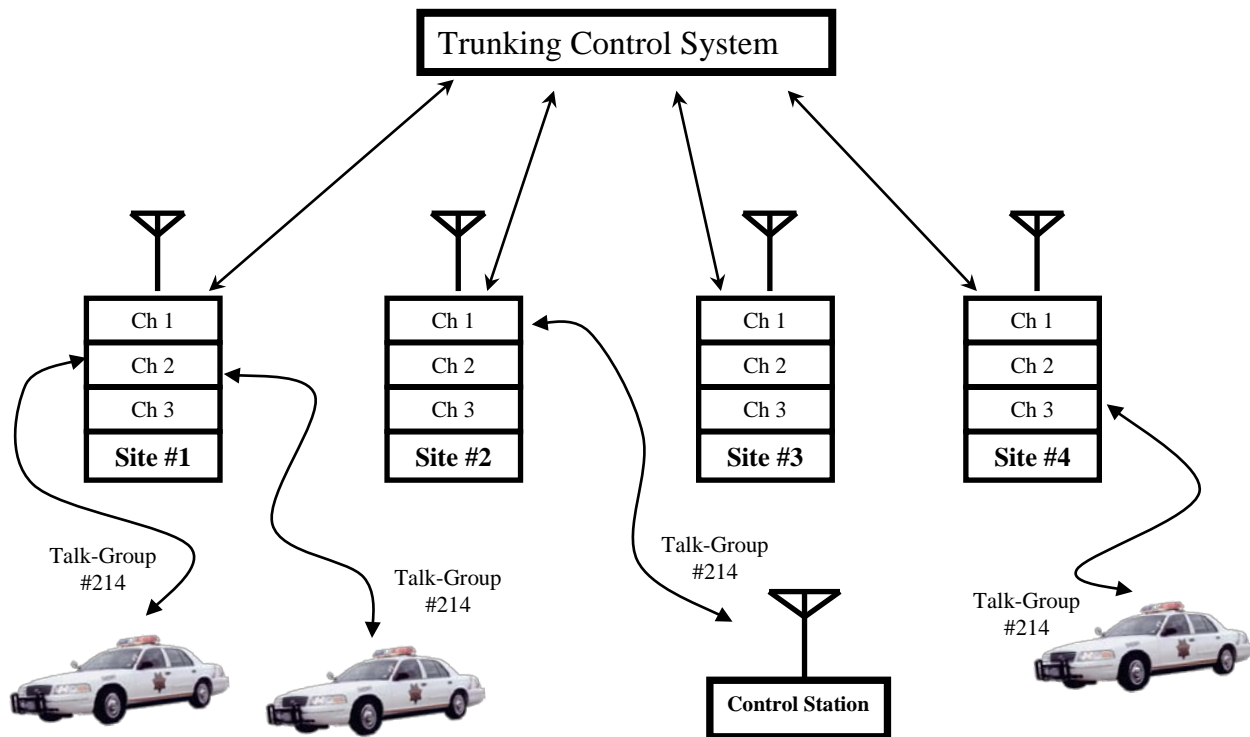 Trunking Control System
Ch 1
Ch 2
Ch 3
Site #1
Ch 1
Ch 2
Ch 3
Site #2
Ch 1
Ch 2
Ch 3
Site #3
Ch 1
Ch 2
Ch 3
Site #4
Talk-Group
#214
Talk-Group
#214
Talk-Group
#214
Talk-Group
#214
Control Station